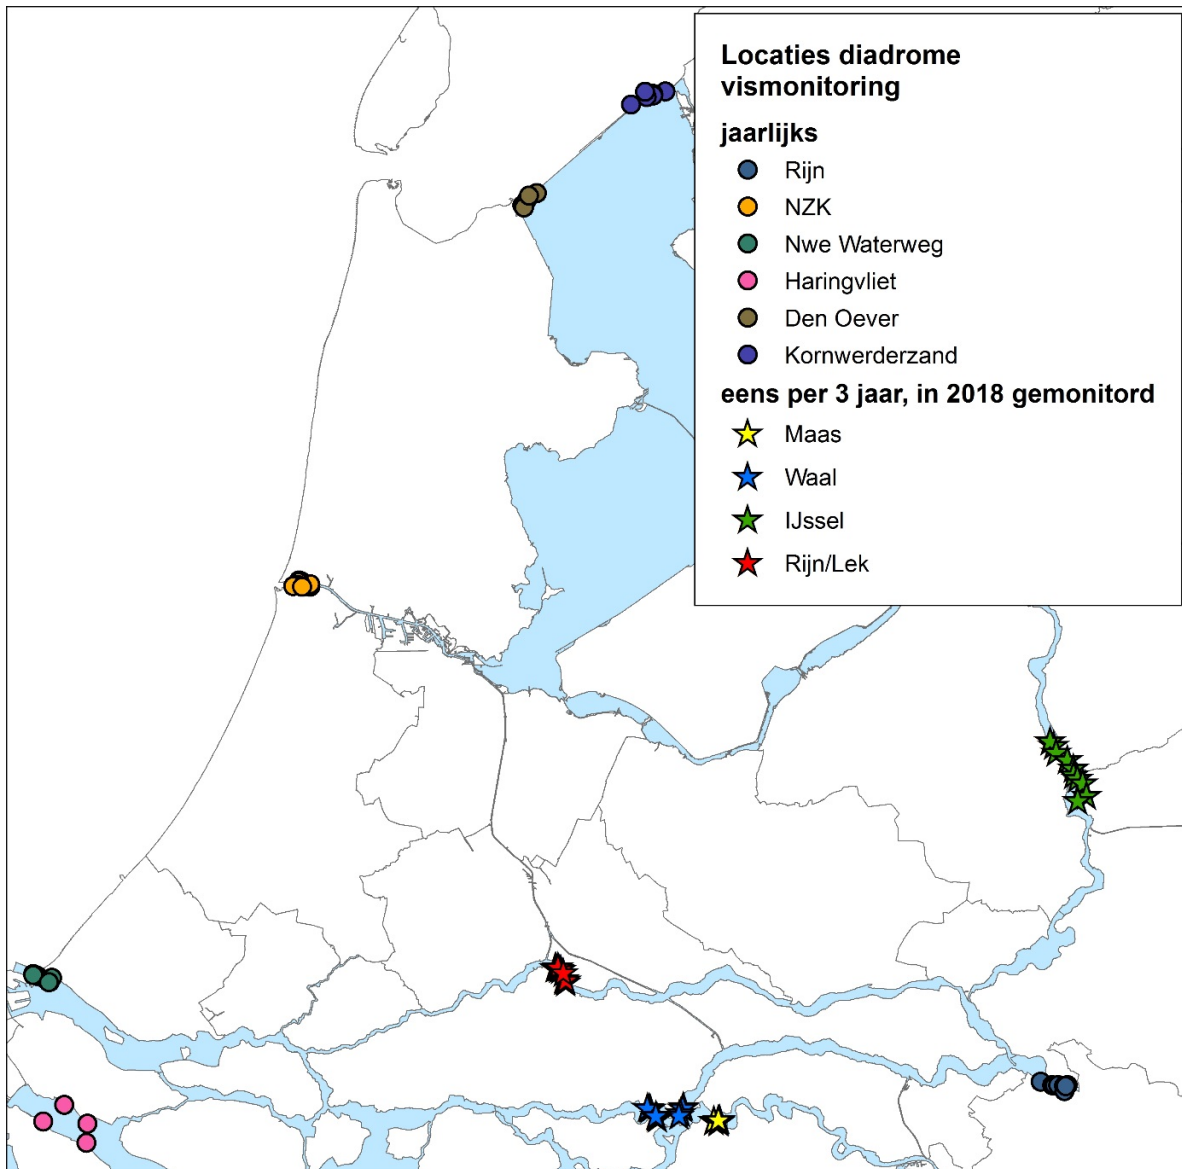 Locaties diadrome
vismonitoring
jaarlijks
Rijn
NZK
Nwe Waterweg
Haringvliet
Den Oever
Kornwerderzand
eens per 3 jaar, in 2018 gemonitord
Maas
Waal
IJssel
Rijn/Lek